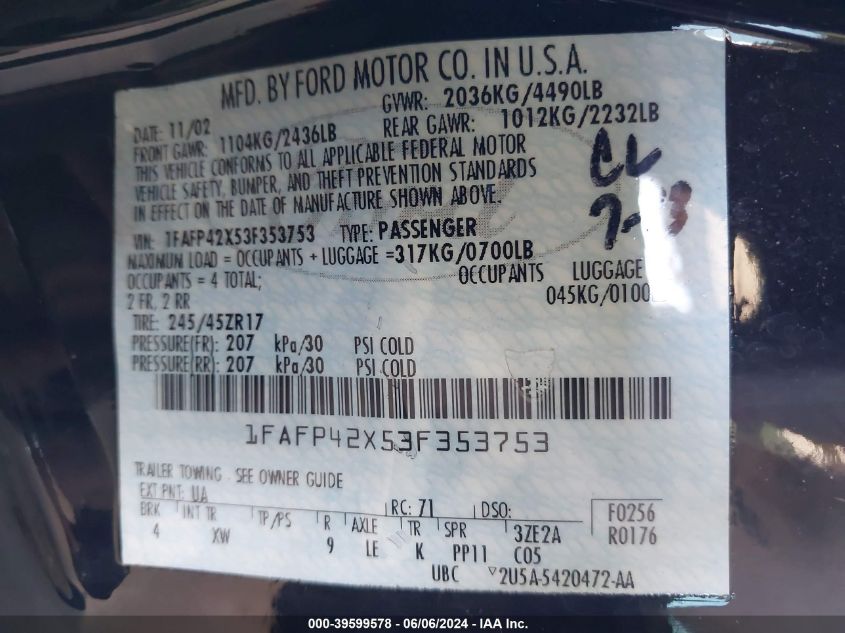 MFD. BY FORD MOTOR CO. IN U.S.A.
DATE: 11/02 GVWR: 2036KG/4490LB
FRONT GAWR: 1104KG/2436LB REAR GAWR: 1012KG/2232LB
THIS VEHICLE CONFORMS TO ALL APPLICABLE FEDERAL MOTOR
VEHICLE SAFETY, BUMPER, AND THEFT PREVENTION STANDARDS
IN EFFECT ON THE DATE OF MANUFACTURE SHOWN ABOVE.
VIN: 1FAFP42X53F353753 TYPE: PASSENGER
MAXIMUM LOAD = OCCUPANTS + LUGGAGE =317KG/0700LB
OCCUPANTS = 4 TOTAL; OCCUPANTS LUGGAGE
2 FR, 2 RR 045KG/0100L
TIRE: 245/45ZR17
PRESSURE(FR): 207 kPa/30 PSI COLD
PRESSURE(RR): 207 kPa/30 PSI COLD
1FAFP42X53F353753
TRAILER TOWING - SEE OWNER GUIDE
EXT PNT: UA RC: 71 DSO: F0256
BRK INT TR TP/PS R AXLE TR SPR 3ZE2A R0176
4 XW 9 LE K PP11 C05
UBC ▽2U5A-5420472-AA
000-39599578 - 06/06/2024 - IAA Inc.